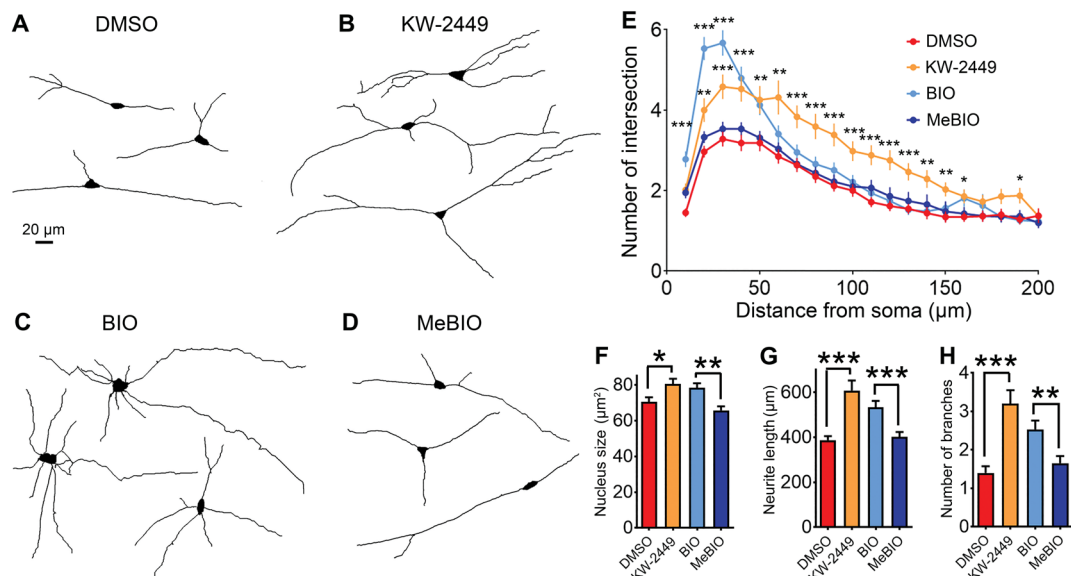 A
DMSO
20 µm
B
KW-2449
C
BIO
D
MeBIO
E
Number of intersection
6
4
2
0
0
50
100
150
200
Distance from soma (µm)
DMSO
KW-2449
BIO
MeBIO
***
***
***
**
***
***
**
**
***
***
***
***
***
***
***
**
**
*
*
F
Nucleus size (µm²)
80
60
40
20
0
*
**
DMSO
KW-2449
BIO
MeBIO
G
Neurite length (µm)
600
400
200
0
***
***
DMSO
KW-2449
BIO
MeBIO
H
Number of branches
4
3
2
1
0
***
**
DMSO
KW-2449
BIO
MeBIO